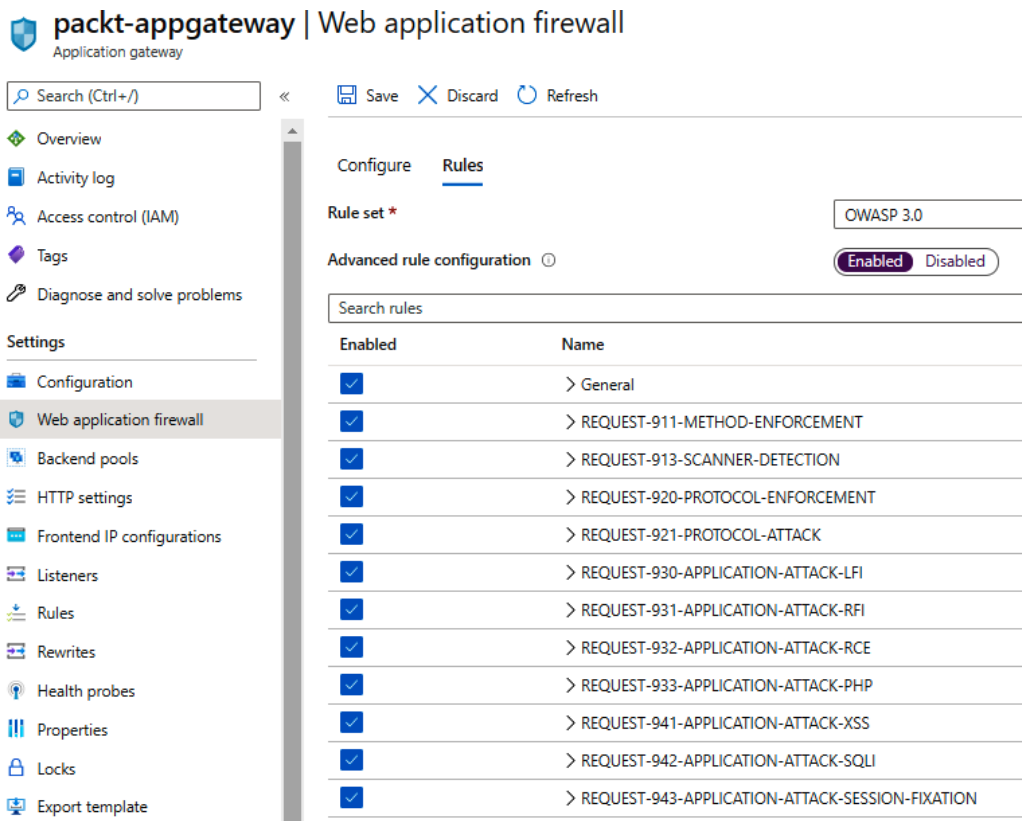 packt-appgateway | Web application firewall
Application gateway
Search (Ctrl+/)
«
Overview
Activity log
Access control (IAM)
Tags
Diagnose and solve problems
Settings
Configuration
Web application firewall
Backend pools
HTTP settings
Frontend IP configurations
Listeners
Rules
Rewrites
Health probes
Properties
Locks
Export template
Save Discard Refresh
Configure Rules
Rule set *
OWASP 3.0
Advanced rule configuration
Enabled Disabled
Search rules
Enabled Name
General
REQUEST-911-METHOD-ENFORCEMENT
REQUEST-913-SCANNER-DETECTION
REQUEST-920-PROTOCOL-ENFORCEMENT
REQUEST-921-PROTOCOL-ATTACK
REQUEST-930-APPLICATION-ATTACK-LFI
REQUEST-931-APPLICATION-ATTACK-RFI
REQUEST-932-APPLICATION-ATTACK-RCE
REQUEST-933-APPLICATION-ATTACK-PHP
REQUEST-941-APPLICATION-ATTACK-XSS
REQUEST-942-APPLICATION-ATTACK-SQLI
REQUEST-943-APPLICATION-ATTACK-SESSION-FIXATION